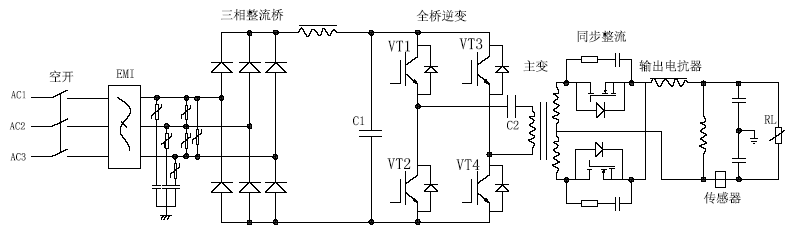 三相整流桥
全桥逆变
同步整流
空开
EMI
VT1
VT3
主变
输出电抗器
AC1
AC2
AC3
C1
C2
RL
VT2
VT4
传感器